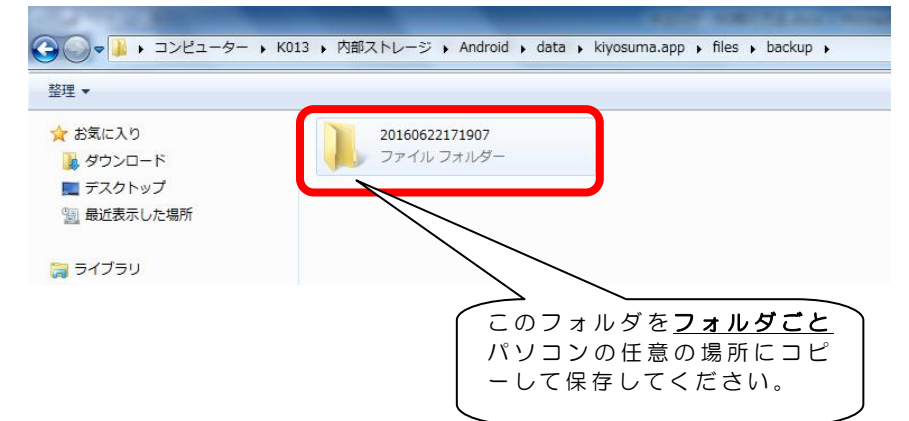 コンピューター ▸ K013 ▸ 内部ストレージ ▸ Android ▸ data ▸ kiyosuma.app ▸ files ▸ backup ▸
整理 ▼
お気に入り
ダウンロード
デスクトップ
最近表示した場所
ライブラリ
20160622171907
ファイル フォルダー
このフォルダをフォルダごと
パソコンの任意の場所にコピ
ーして保存してください。